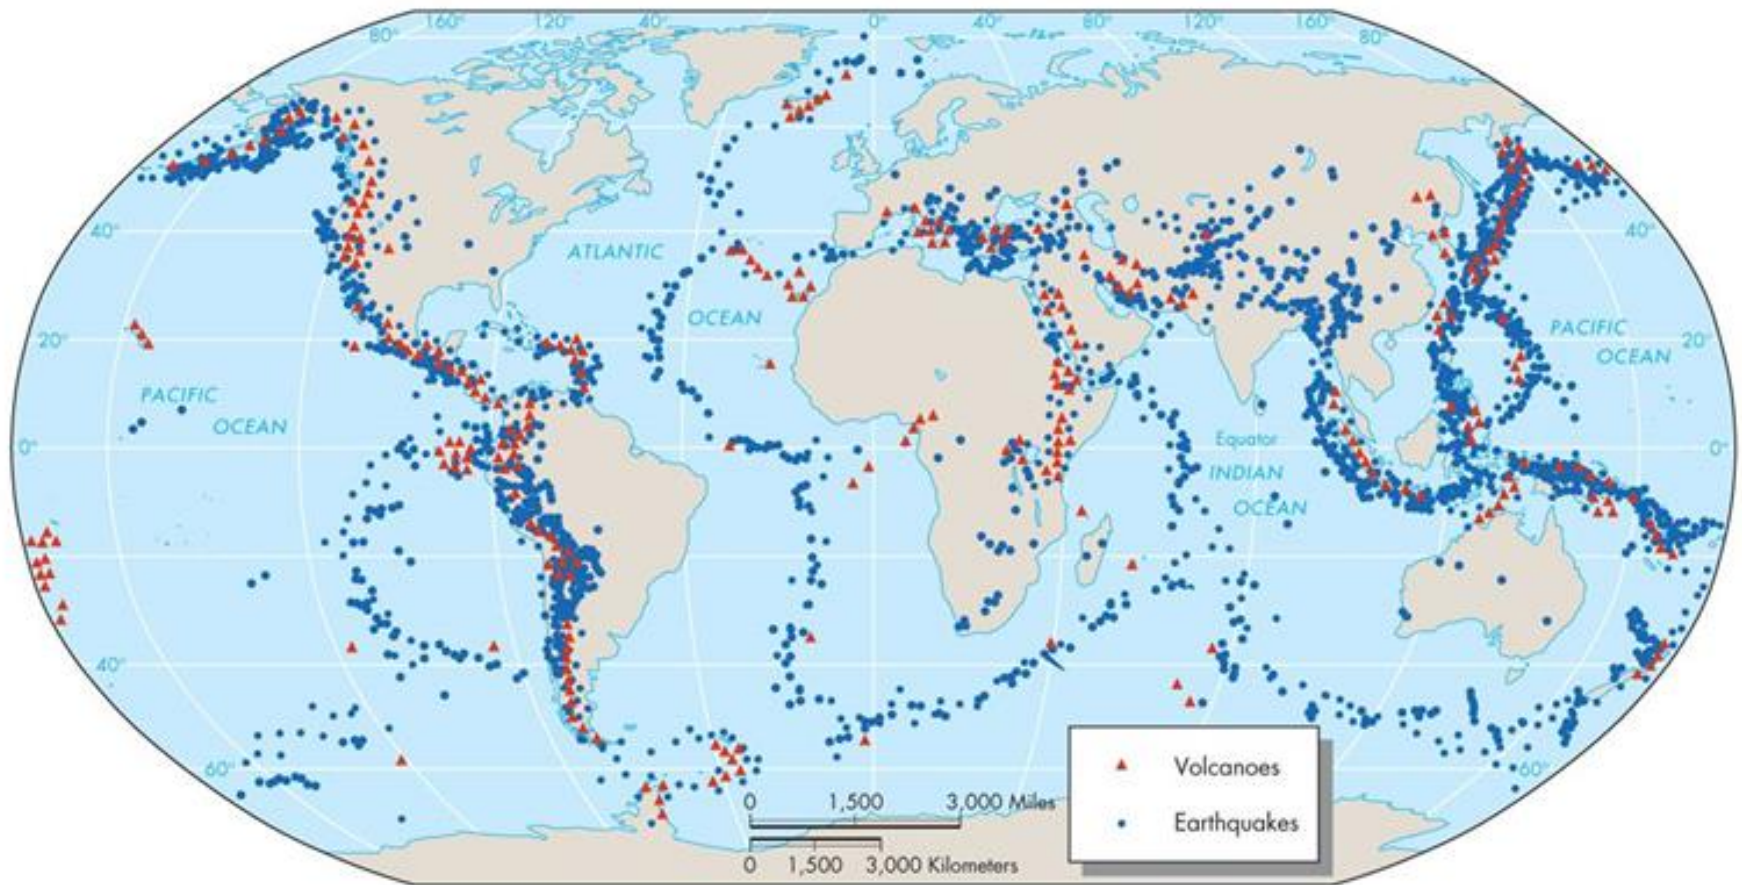 160° 120° 40° 0° 40° 80° 120° 160°
80° 80°
40° 40°
ATLANTIC
OCEAN
20° 20°
PACIFIC
OCEAN
PACIFIC
OCEAN
0° 0°
Equator
INDIAN
OCEAN
40°
60° 60°
Volcanoes
Earthquakes
0 1,500 3,000 Miles
0 1,500 3,000 Kilometers